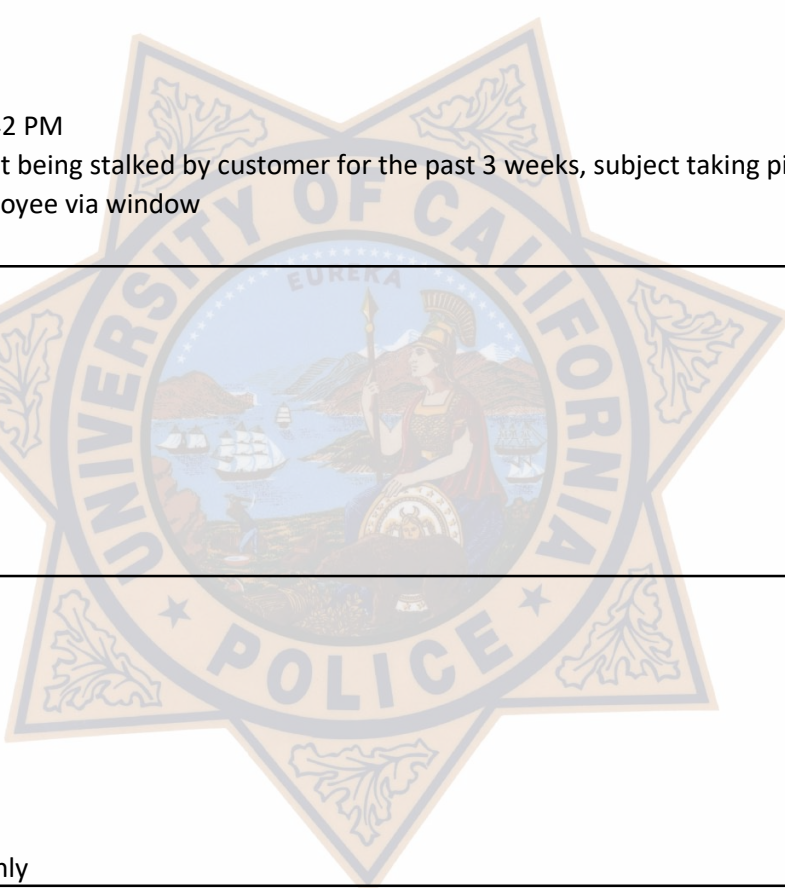 2 PM
t being stalked by customer for the past 3 weeks, subject taking pi
oyee via window
UNIVERSITY OF CALIFORNIA
EUREKA
POLICE
nly